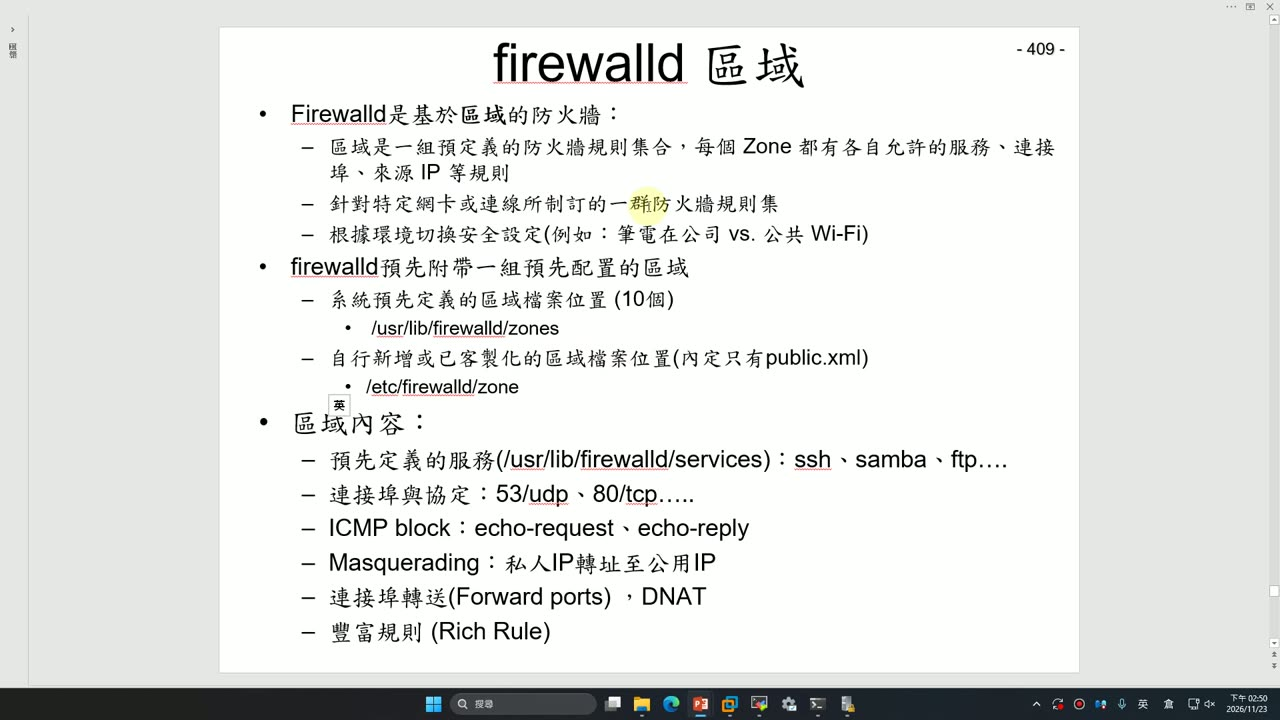 縮圖
- 409 -
firewalld 區域
• Firewalld是基於區域的防火牆：
– 區域是一組預定義的防火牆規則集合，每個 Zone 都有各自允許的服務、連接
埠、來源 IP 等規則
– 針對特定網卡或連線所制訂的一群防火牆規則集
– 根據環境切換安全設定(例如：筆電在公司 vs. 公共 Wi-Fi)
• firewalld預先附帶一組預先配置的區域
– 系統預先定義的區域檔案位置 (10個)
• /usr/lib/firewalld/zones
– 自行新增或已客製化的區域檔案位置(內定只有public.xml)
• /etc/firewalld/zone
英
• 區域內容：
– 預先定義的服務(/usr/lib/firewalld/services)：ssh、samba、ftp….
– 連接埠與協定：53/udp、80/tcp…..
– ICMP block：echo-request、echo-reply
– Masquerading：私人IP轉址至公用IP
– 連接埠轉送(Forward ports) ，DNAT
– 豐富規則 (Rich Rule)
搜尋
英
下午 02:50
2026/11/23